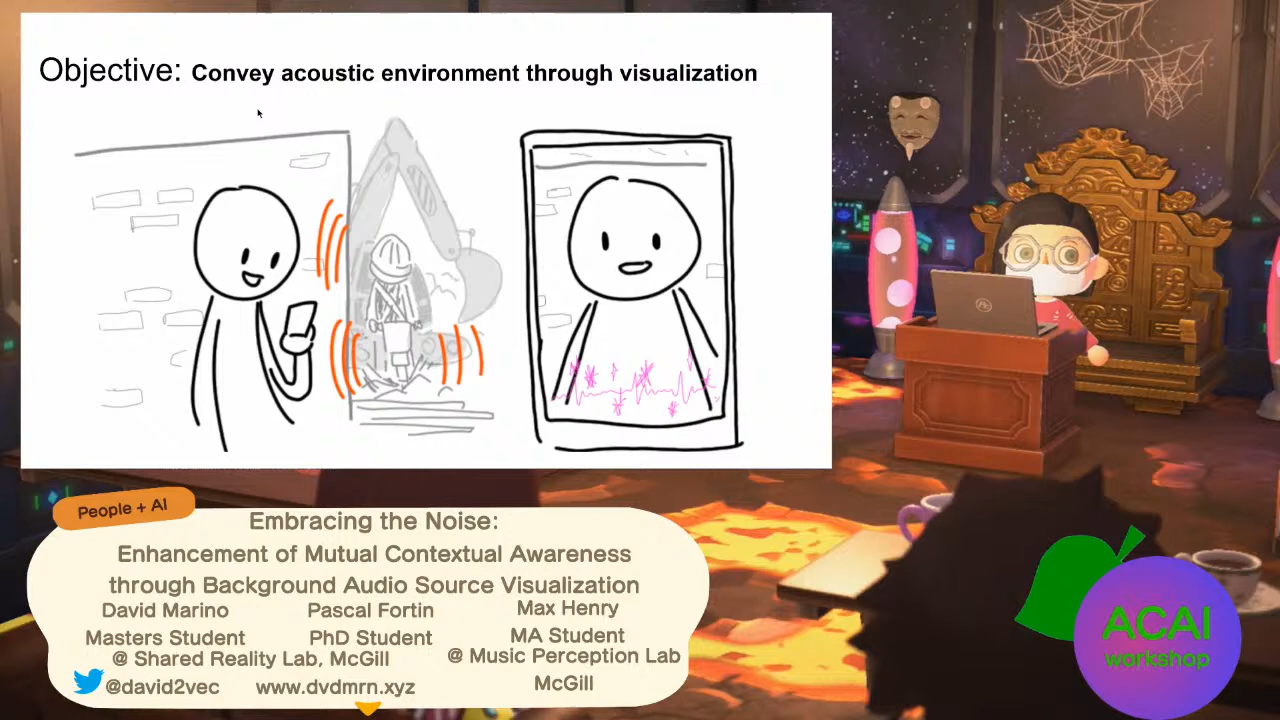 Objective: Convey acoustic environment through visualization
People + AI
Embracing the Noise:
Enhancement of Mutual Contextual Awareness
through Background Audio Source Visualization
David Marino Pascal Fortin Max Henry
Masters Student PhD Student MA Student
@ Shared Reality Lab, McGill @ Music Perception Lab
@david2vec www.dvdmrn.xyz McGill
ACAI
workshop